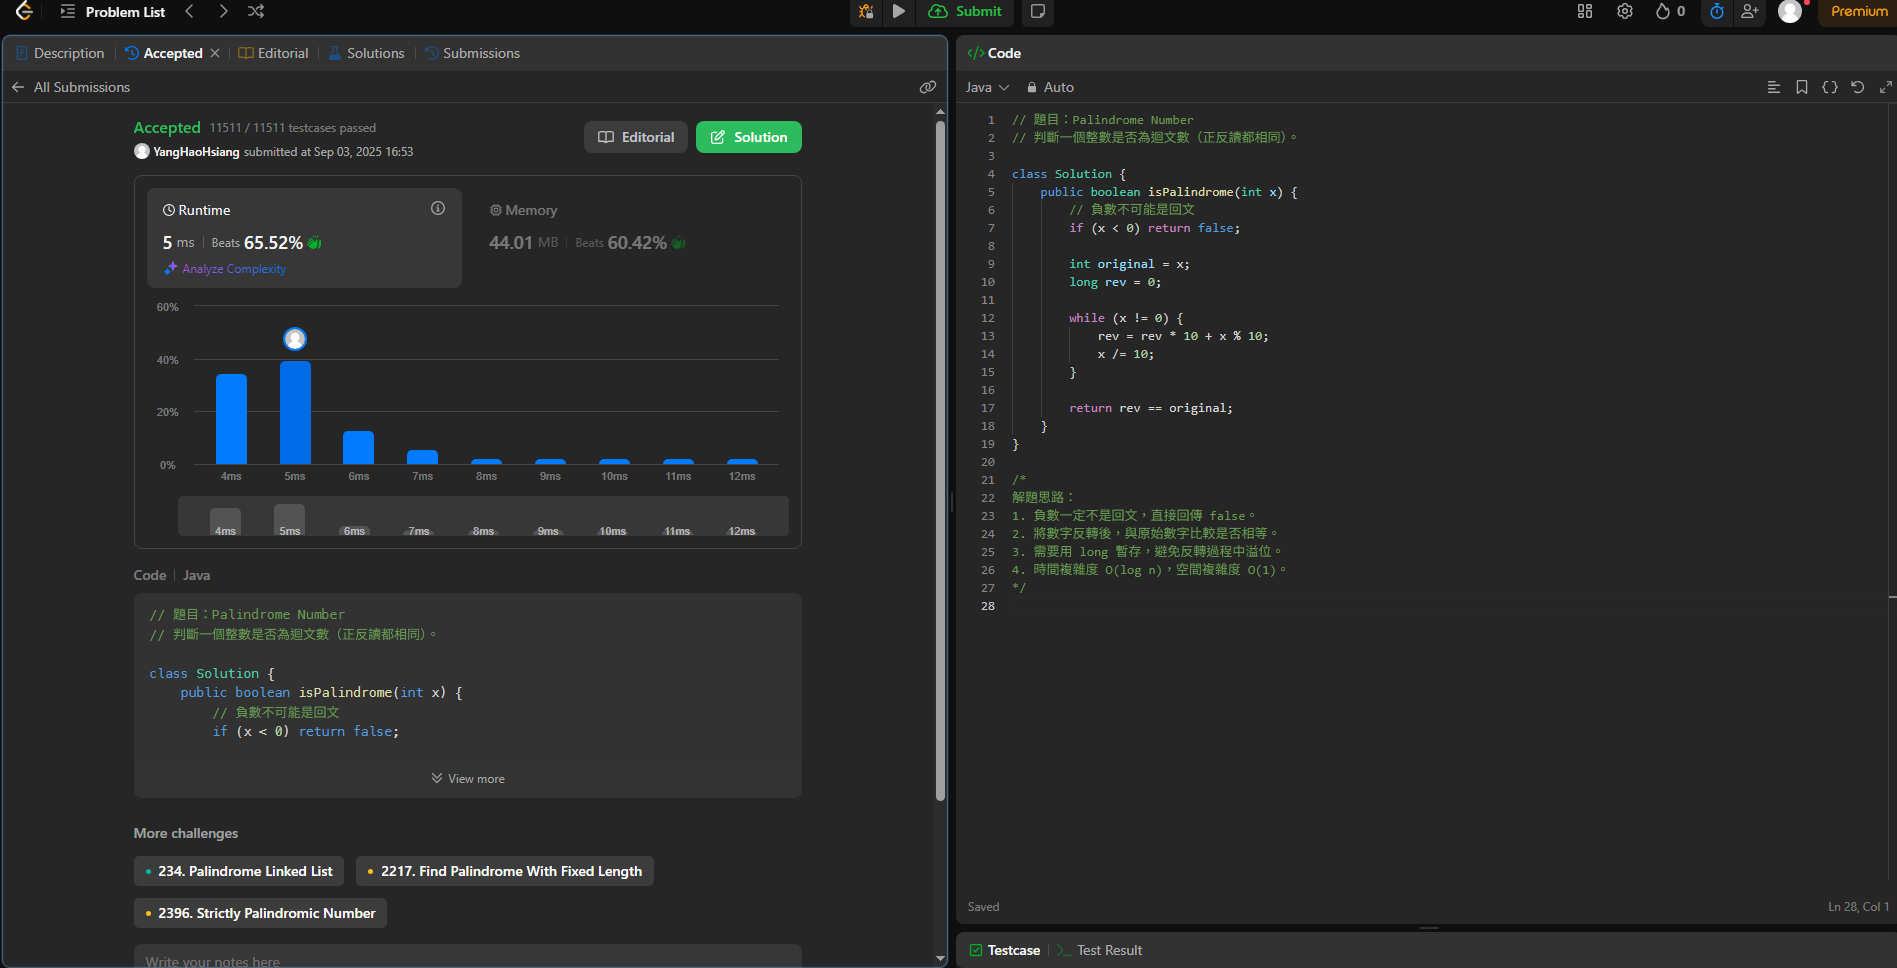 Problem List
Submit
0
Premium
Description
Accepted
Editorial
Solutions
Submissions
All Submissions
Accepted 11511 / 11511 testcases passed
YangHaoHsiang submitted at Sep 03, 2025 16:53
Editorial
Solution
Runtime
5 ms Beats 65.52%
Analyze Complexity
Memory
44.01 MB Beats 60.42%
60%
40%
20%
0%
4ms 5ms 6ms 7ms 8ms 9ms 10ms 11ms 12ms
4ms 5ms 6ms 7ms 8ms 9ms 10ms 11ms 12ms
Code Java
// 題目：Palindrome Number
// 判斷一個整數是否為迴文數（正反讀都相同）。
class Solution {
public boolean isPalindrome(int x) {
// 負數不可能是回文
if (x < 0) return false;
View more
More challenges
234. Palindrome Linked List
2217. Find Palindrome With Fixed Length
2396. Strictly Palindromic Number
Write your notes here
</> Code
Java Auto
1 // 題目：Palindrome Number
2 // 判斷一個整數是否為迴文數（正反讀都相同）。
3
4 class Solution {
5 public boolean isPalindrome(int x) {
6 // 負數不可能是回文
7 if (x < 0) return false;
8
9 int original = x;
10 long rev = 0;
11
12 while (x != 0) {
13 rev = rev * 10 + x % 10;
14 x /= 10;
15 }
16
17 return rev == original;
18 }
19 }
20
21 /*
22 解題思路：
23 1. 負數一定不是回文，直接回傳 false。
24 2. 將數字反轉後，與原始數字比較是否相等。
25 3. 需要用 long 暫存，避免反轉過程中溢位。
26 4. 時間複雜度 O(log n)，空間複雜度 O(1)。
27 */
28
Saved
Ln 28, Col 1
Testcase
Test Result